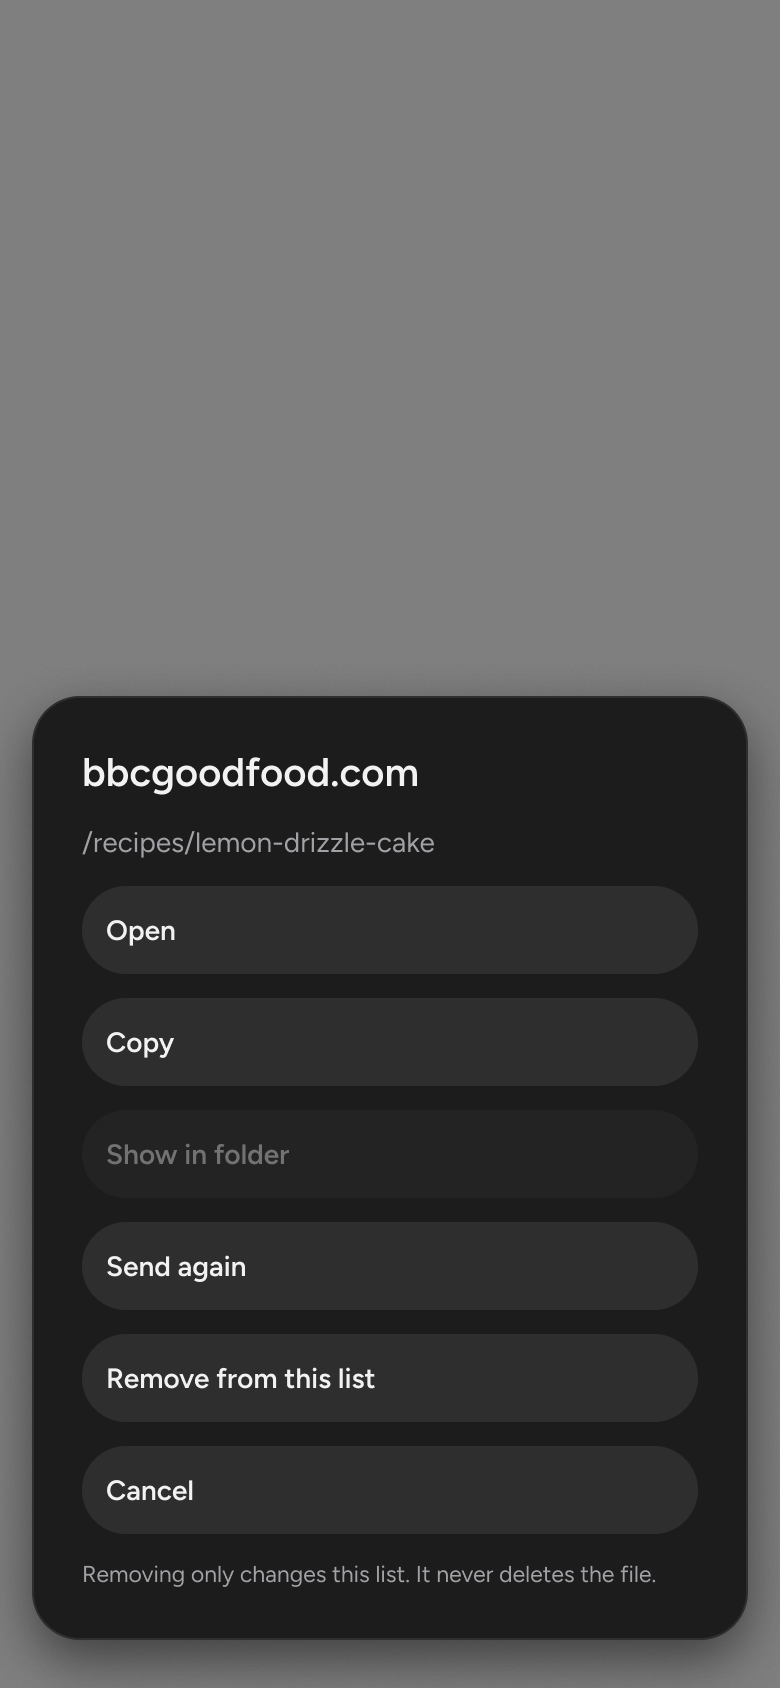 bbcgoodfood.com
/recipes/lemon-drizzle-cake
Open
Copy
Show in folder
Send again
Remove from this list
Cancel
Removing only changes this list. It never deletes the file.